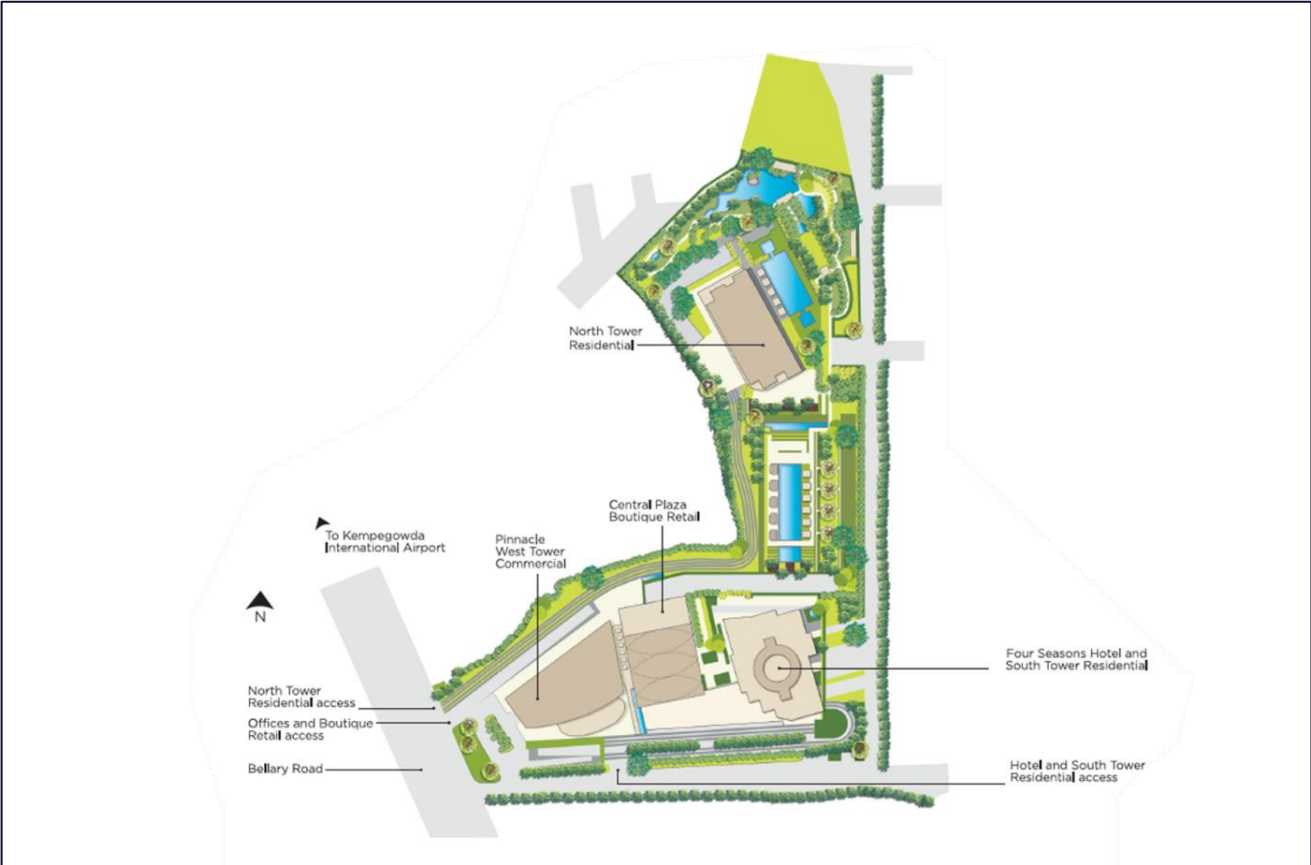 North Tower
Residential
Central Plaza
Boutique Retail
To Kempegowda
International Airport
Pinnacle
West Tower
Commercial
N
Four Seasons Hotel and
South Tower Residential
North Tower
Residential access
Offices and Boutique
Retail access
Bellary Road
Hotel and South Tower
Residential access